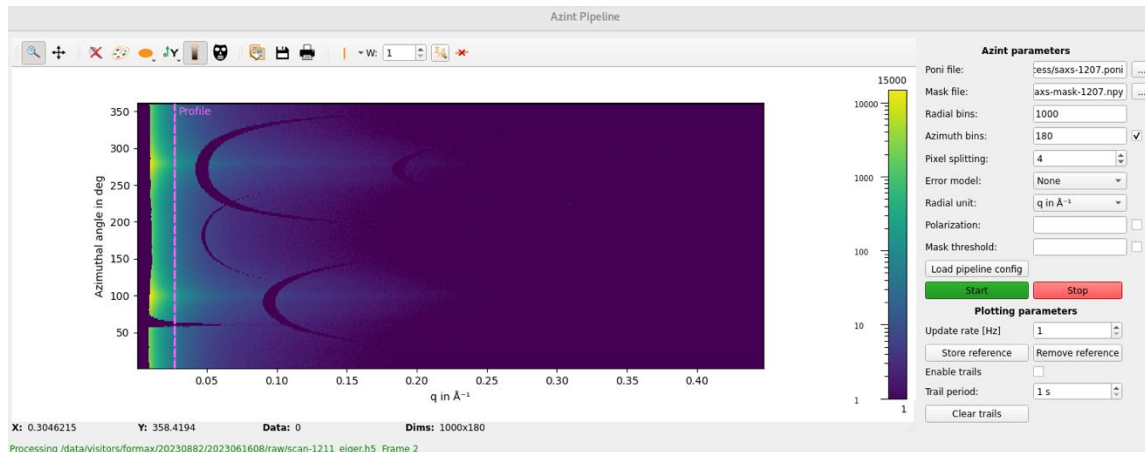 Azint Pipeline
W: 1
Azint parameters
Poni file: cess/saxs-1207.poni ...
Mask file: axs-mask-1207.npy ...
Radial bins: 1000
Azimuth bins: 180
Pixel splitting: 4
Error model: None
Radial unit: q in Å⁻¹
Polarization:
Mask threshold:
Load pipeline config
Start Stop
Plotting parameters
Update rate [Hz] 1
Store reference Remove reference
Enable trails
Trail period: 1 s
Clear trails
Profile
Azimuthal angle in deg
350
300
250
200
150
100
50
0.05 0.10 0.15 0.20 0.25 0.30 0.35 0.40
q in Å⁻¹
15000
10000
1000
100
10
1
1
X: 0.3046215 Y: 358.4194 Data: 0 Dims: 1000x180
Processing /data/visitors/formax/20230882/2023061608/raw/scan-1211_eiger.h5 Frame 2